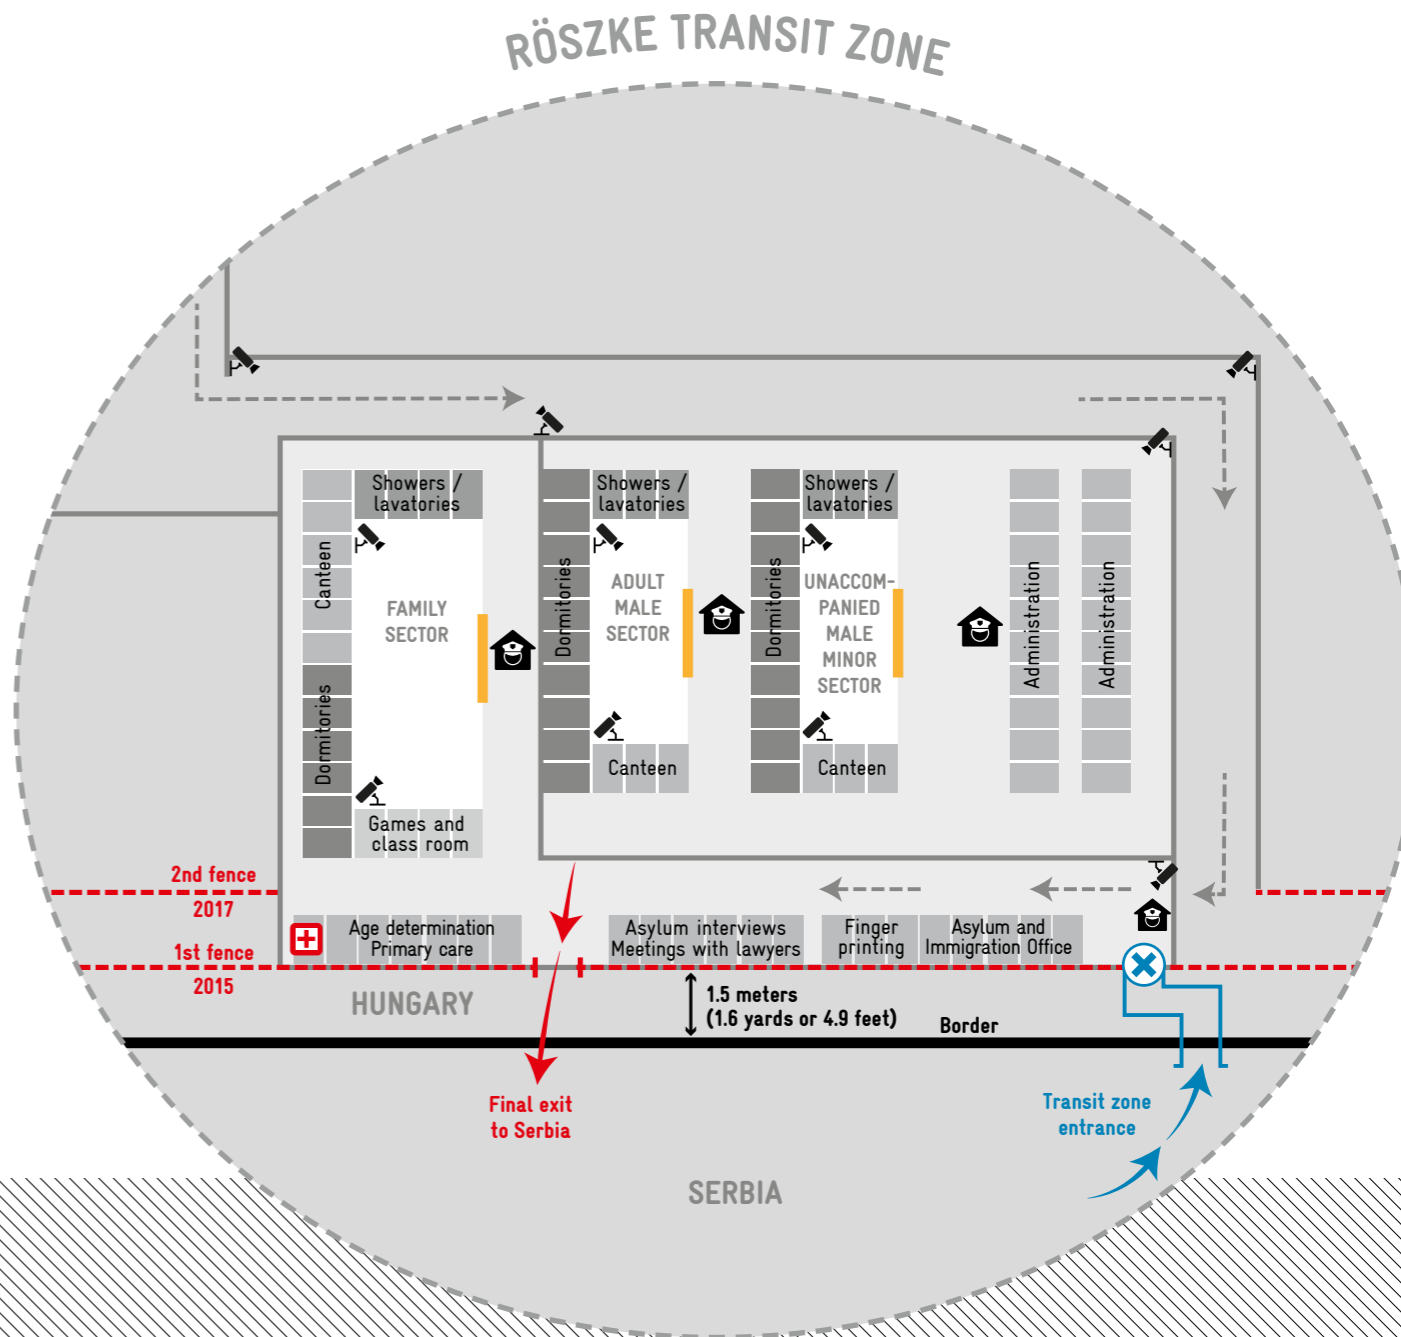 RÖSZKE TRANSIT ZONE
Showers /
lavatories
Canteen
Dormitories
FAMILY
SECTOR
Games and
class room
Showers /
lavatories
Dormitories
ADULT
MALE
SECTOR
Canteen
Showers /
lavatories
Dormitories
UNACCOM-
PANIED
MALE
MINOR
SECTOR
Canteen
Administration
Administration
2nd fence
2017
1st fence
2015
Age determination
Primary care
Asylum interviews
Meetings with lawyers
Finger
printing
Asylum and
Immigration Office
HUNGARY
1.5 meters
(1.6 yards or 4.9 feet)
Border
Final exit
to Serbia
Transit zone
entrance
SERBIA